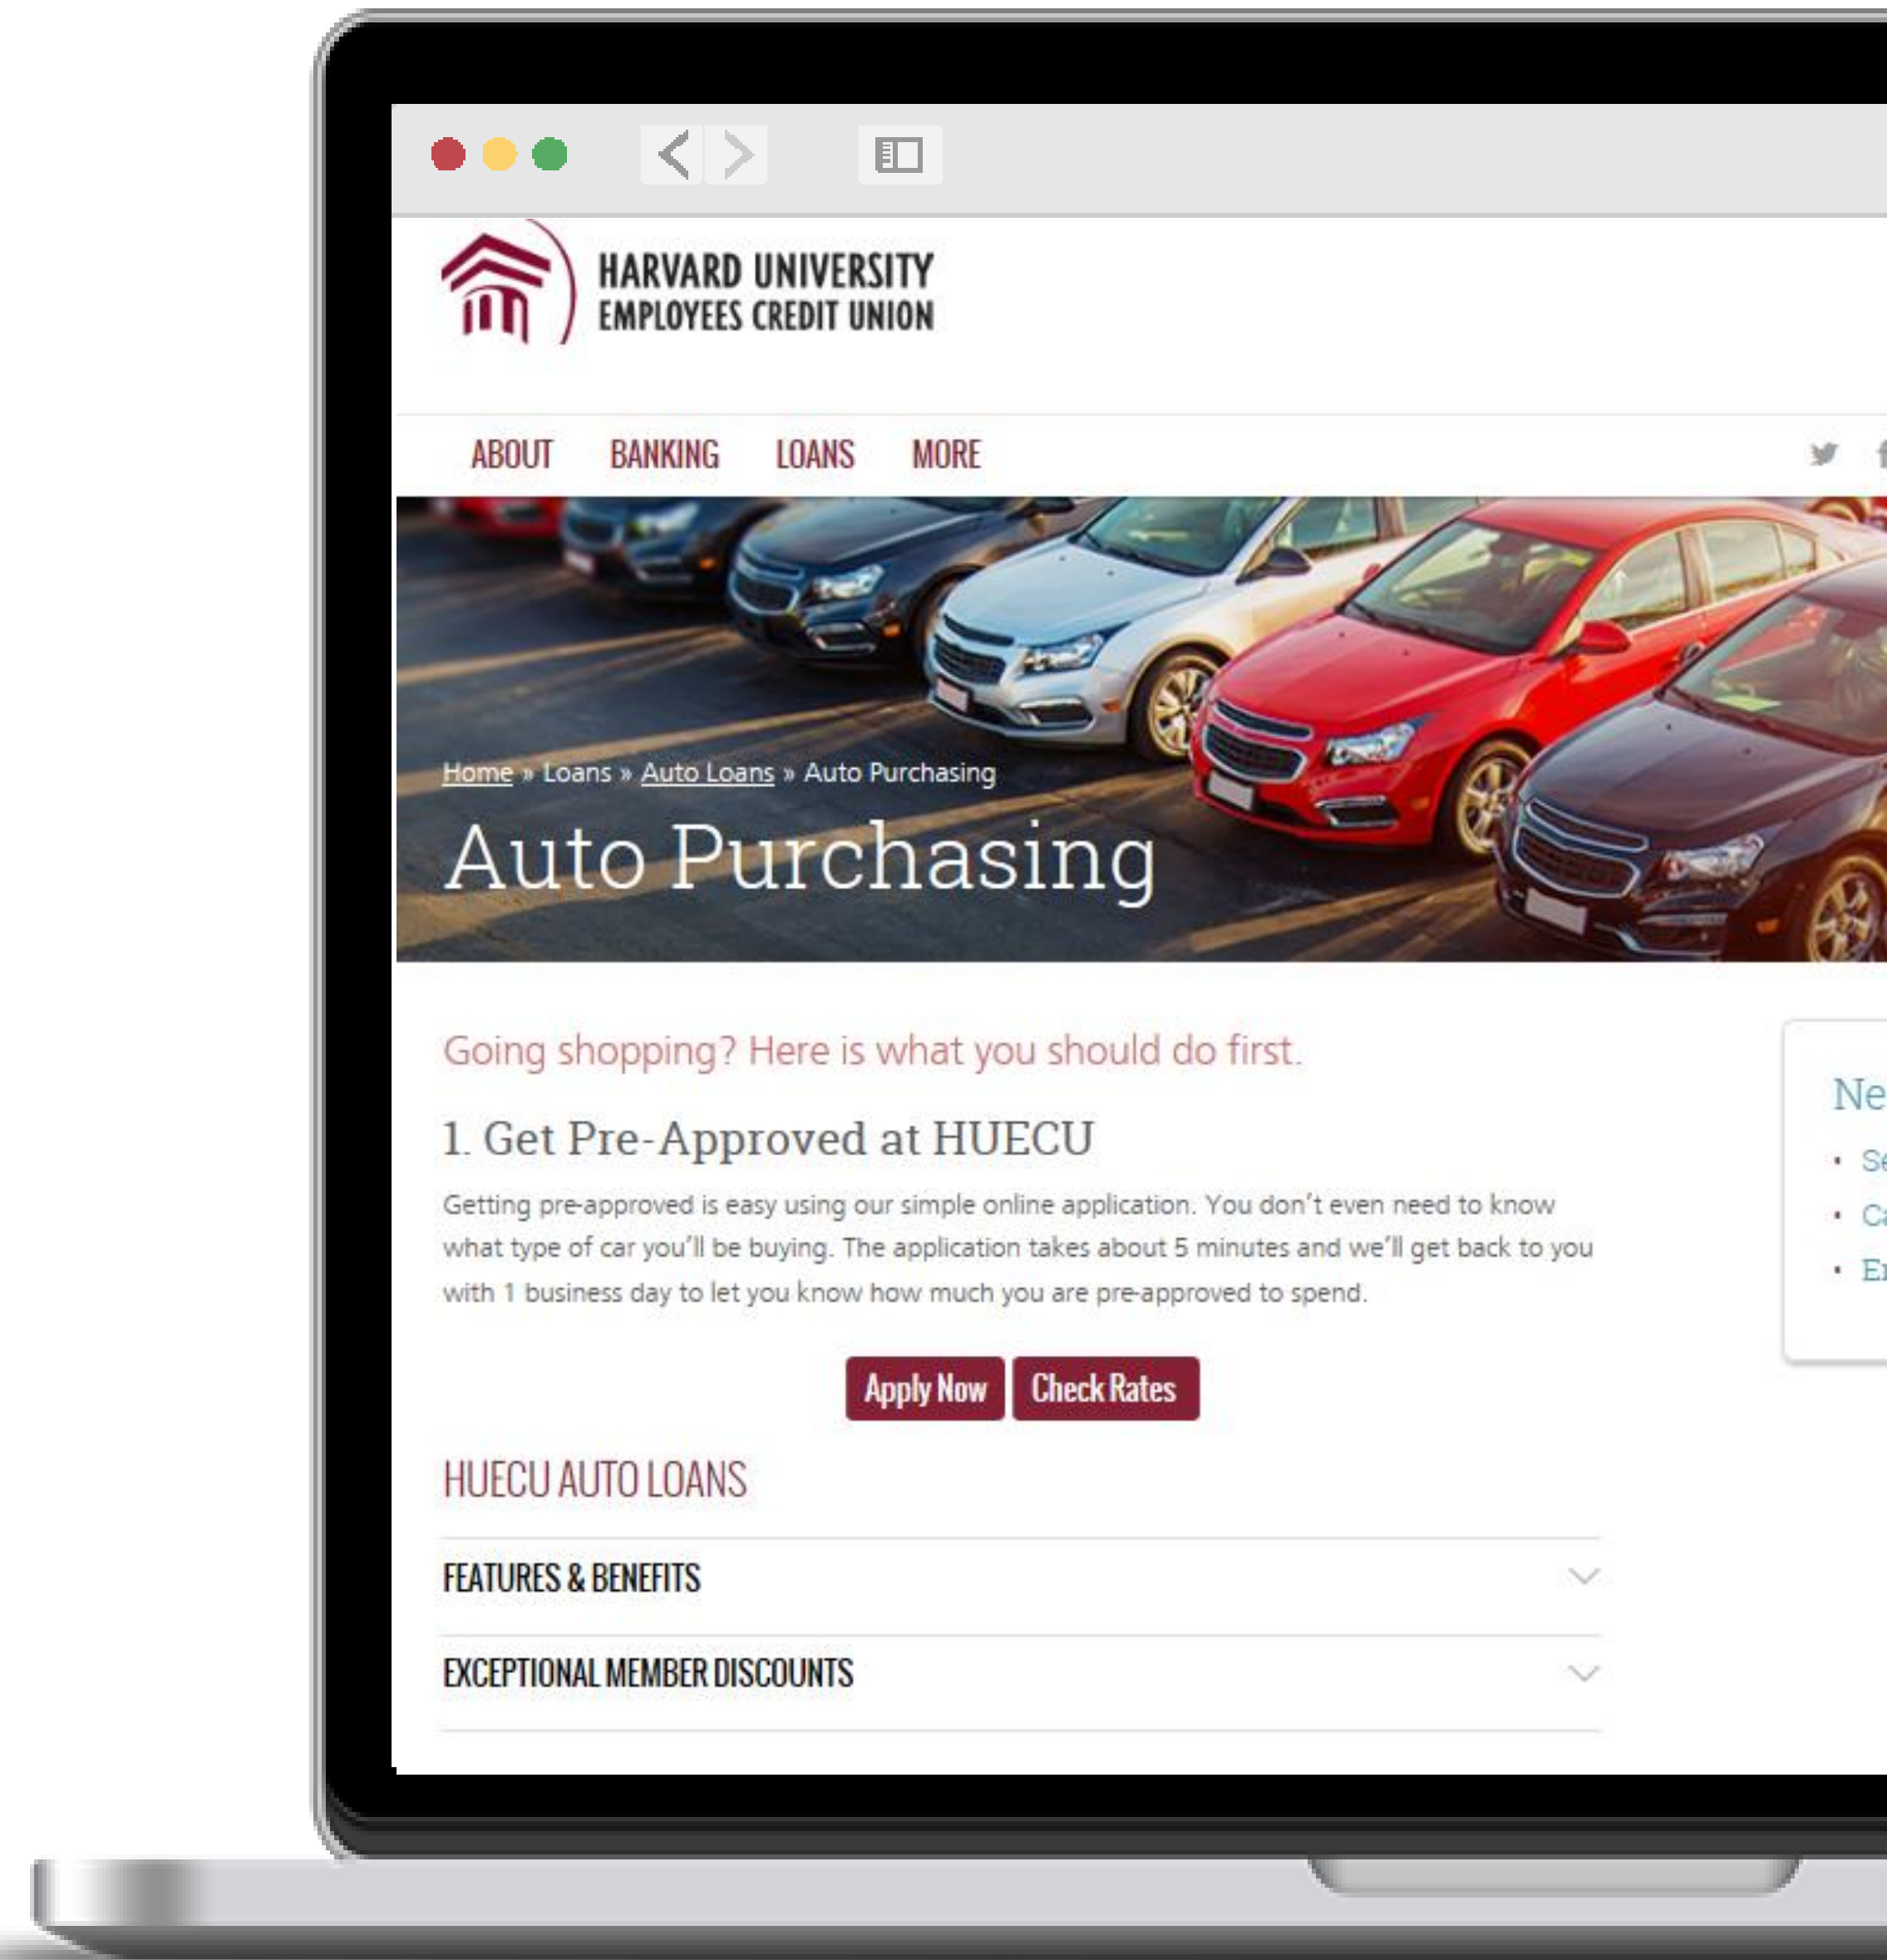 HARVARD UNIVERSITY
EMPLOYEES CREDIT UNION
ABOUT BANKING LOANS MORE
Home » Loans » Auto Loans » Auto Purchasing
Auto Purchasing
Going shopping? Here is what you should do first.
1. Get Pre-Approved at HUECU
Getting pre-approved is easy using our simple online application. You don't even need to know
what type of car you'll be buying. The application takes about 5 minutes and we'll get back to you
with 1 business day to let you know how much you are pre-approved to spend.
Apply Now Check Rates
HUECU AUTO LOANS
FEATURES & BENEFITS
EXCEPTIONAL MEMBER DISCOUNTS